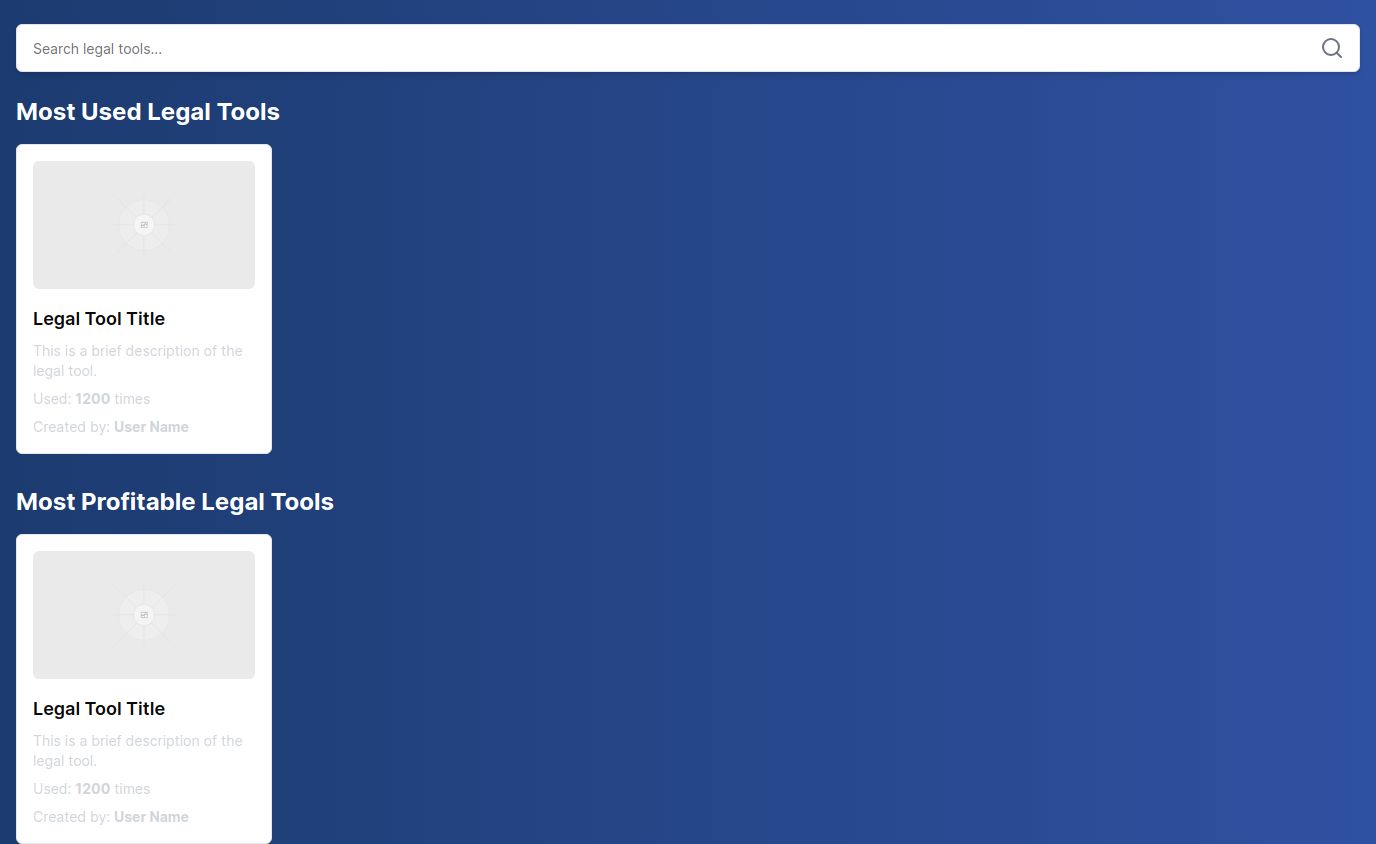 Search legal tools...
Most Used Legal Tools
Legal Tool Title
This is a brief description of the
legal tool.
Used: 1200 times
Created by: User Name
Most Profitable Legal Tools
Legal Tool Title
This is a brief description of the
legal tool.
Used: 1200 times
Created by: User Name